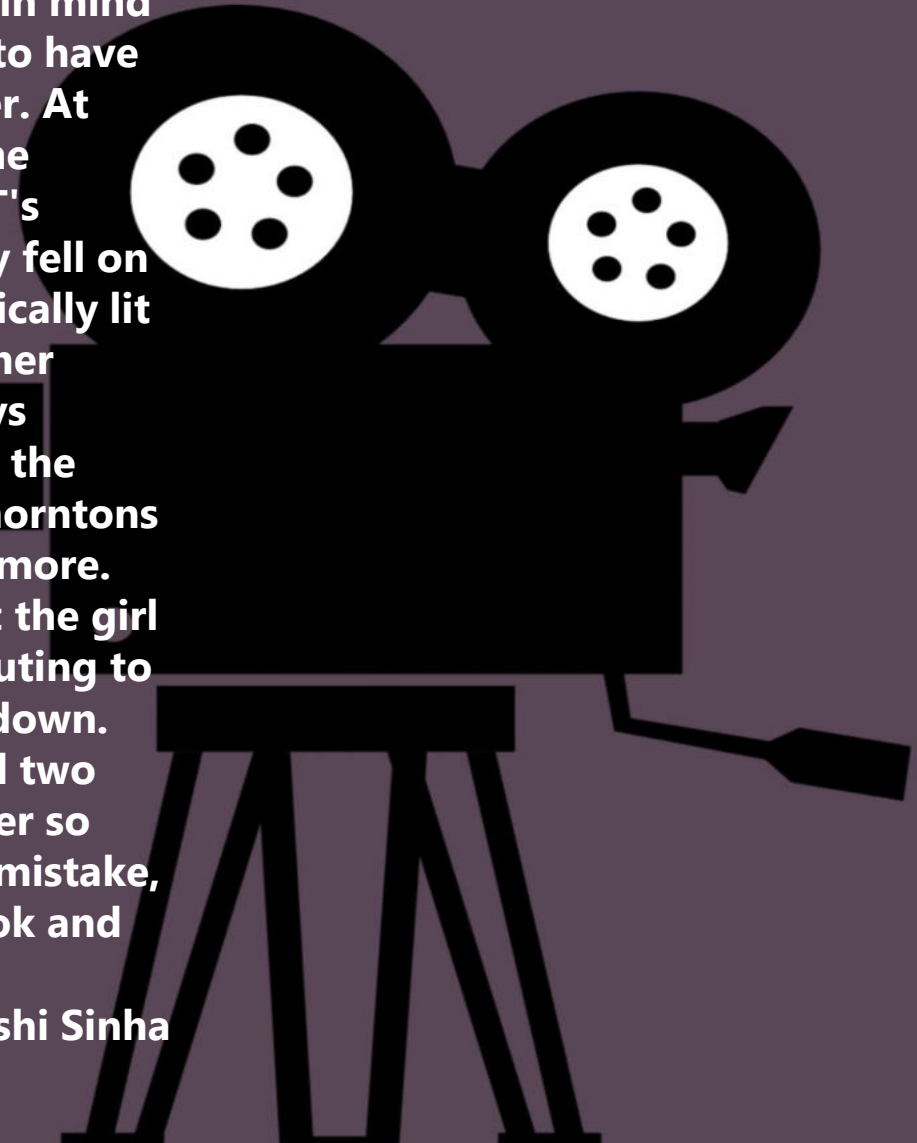 in mind
to have
er. At
he
T's
y fell on
ically lit
her
ys
the
orntons
more.
t the girl
uting to
down.
l two
er so
mistake,
ok and
shi Sinha